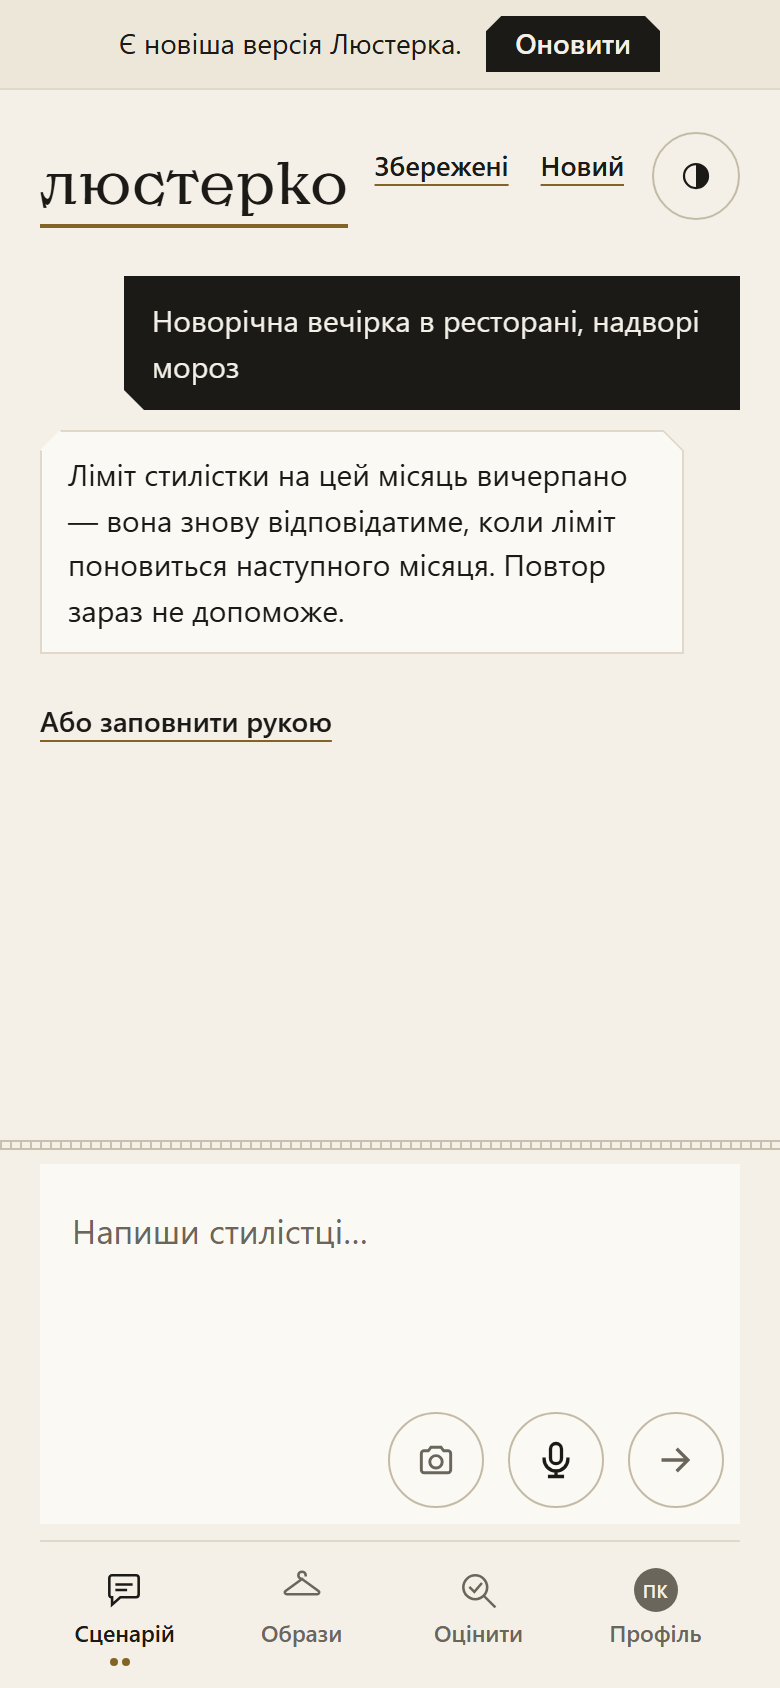 Є новіша версія Люстерка.
Оновити
люстерко
Збережені
Новий
Новорічна вечірка в ресторані, надворі
мороз
Ліміт стилістки на цей місяць вичерпано
— вона знову відповідатиме, коли ліміт
поновиться наступного місяця. Повтор
зараз не допоможе.
Або заповнити рукою
Напиши стилістці...
ПК
Сценарій
Образи
Оцінити
Профіль